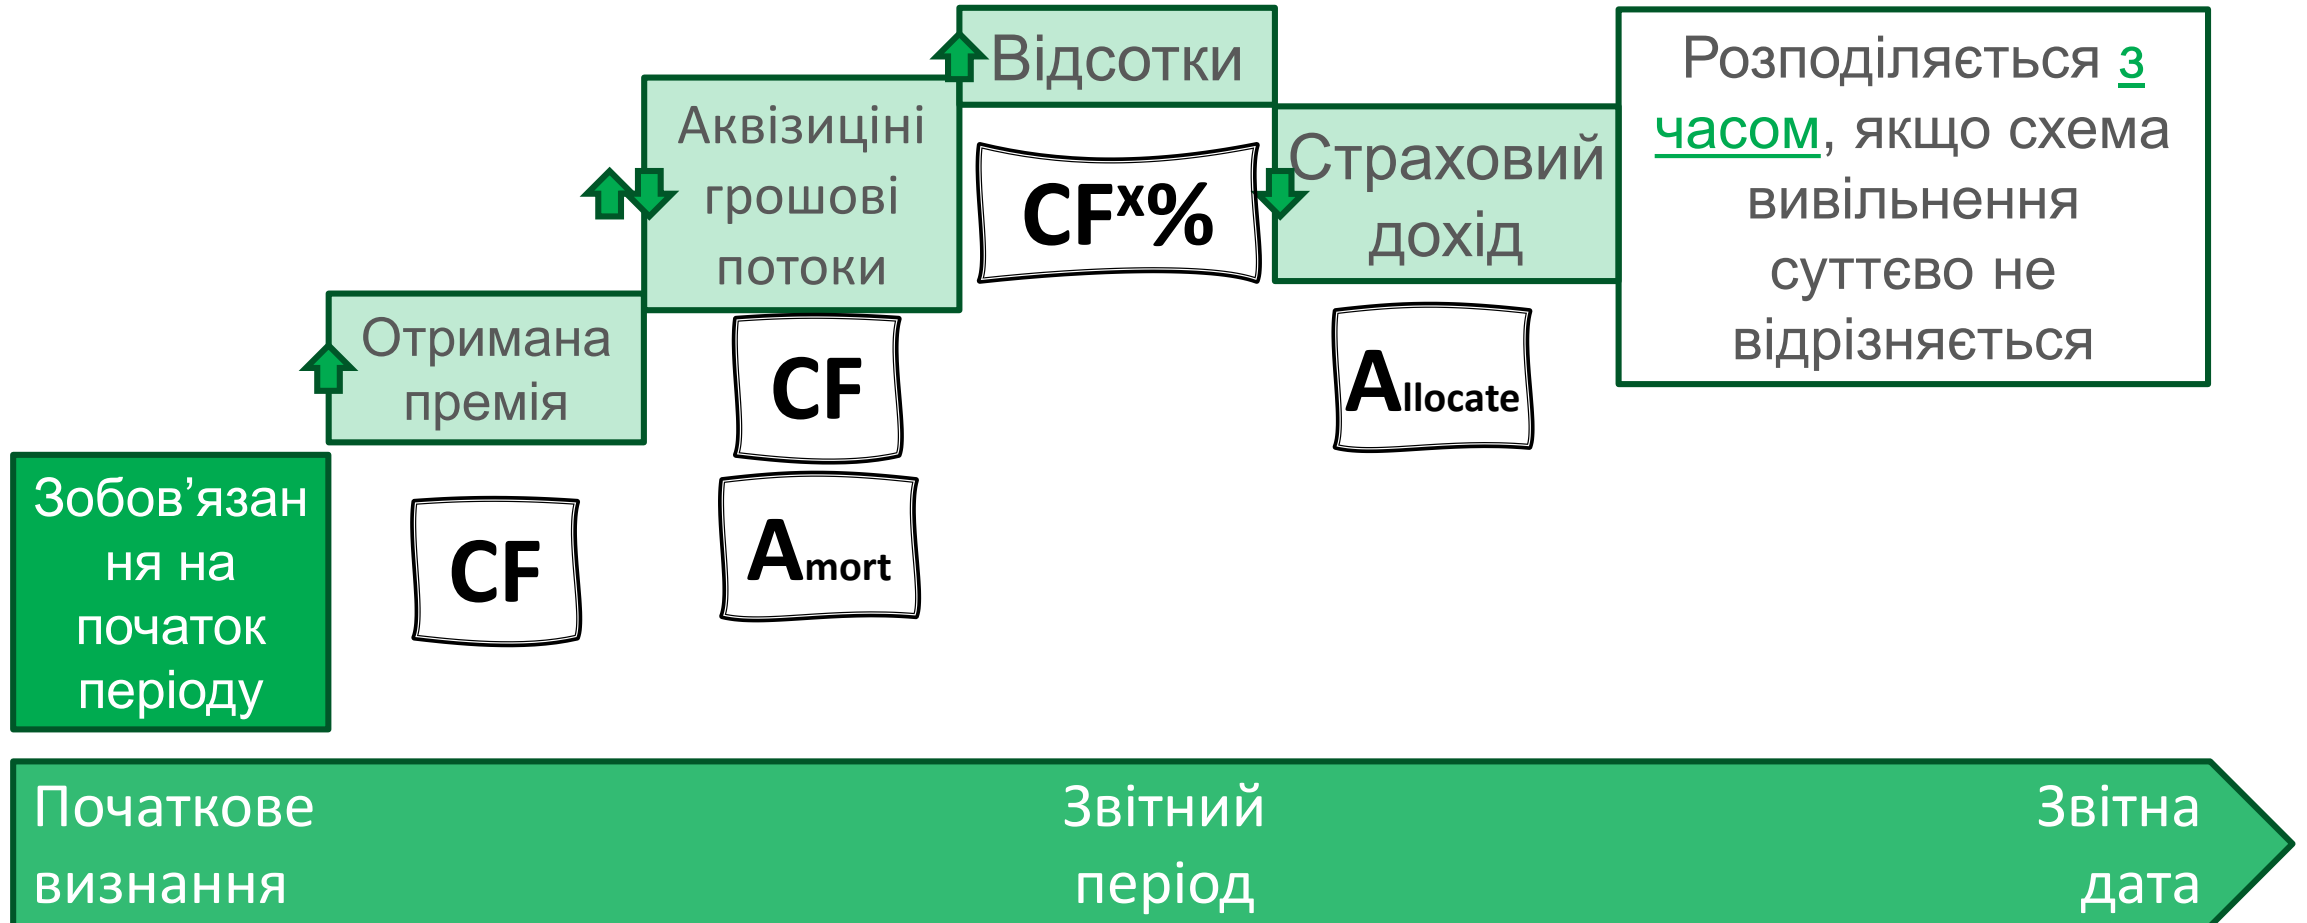 Зобов’язан
ня на
початок
періоду
Отримана
премія
CF
Аквізиціні
грошові
потоки
CF
Amort
Відсотки
CFx%
Страховий
дохід
Allocate
Розподіляється з
часом, якщо схема
вивільнення
суттєво не
відрізняється
Початкове
визнання
Звітний
період
Звітна
дата